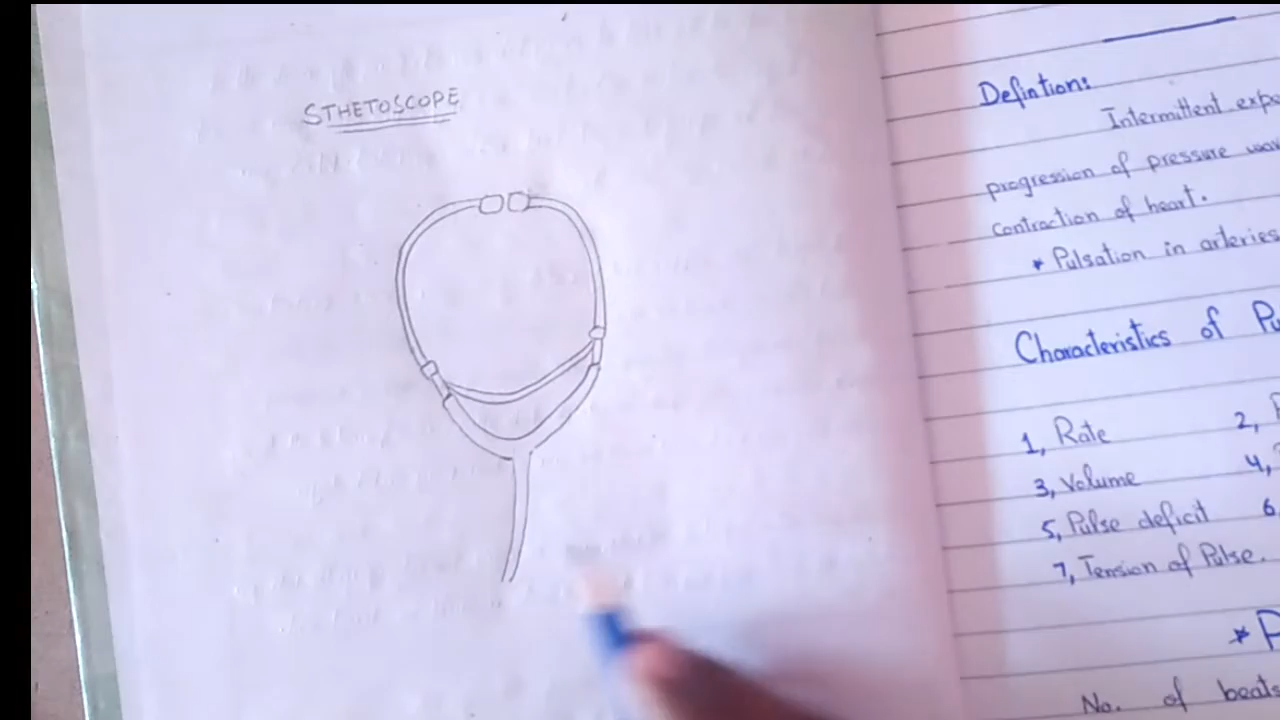 STHETOSCOPE
Defintion:
Intermittent
progression of pressure
contraction of heart.
* Pulsation in arteries
Characteristics of
1, Rate
2,
3, Volume
4,
5, Pulse deficit
6,
7, Tension of Pulse.
*
No. of beats